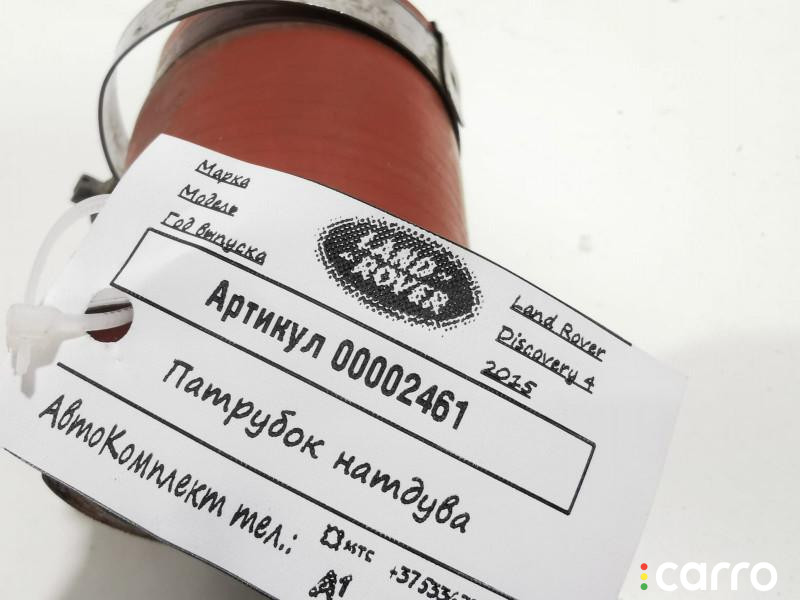 Марка
Модель
Год выпуска
LAND ROVER
Land Rover
Discovery 4
2015
Артикул 00002461
Патрубок натдува
АвтоКомплект тел.:
МТС
A1
carro